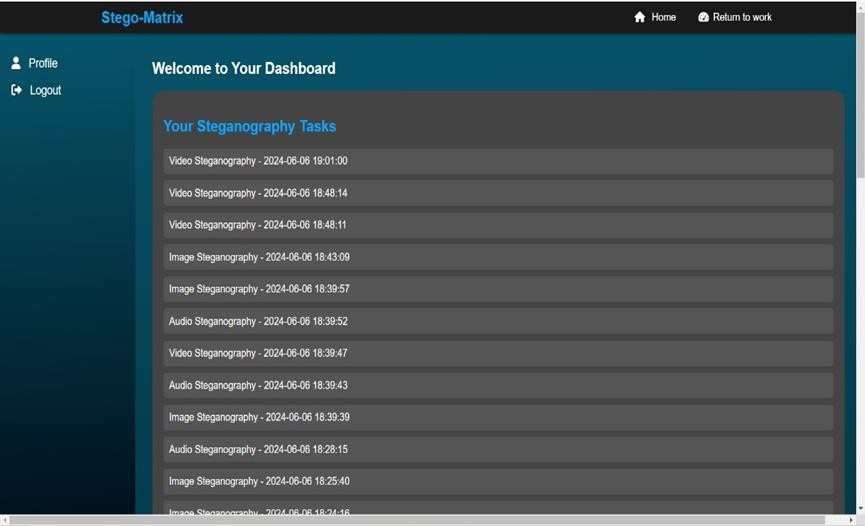 Stego-Matrix
Home
Return to work
Profile
Logout
Welcome to Your Dashboard
Your Steganography Tasks
Video Steganography - 2024-06-06 19:01:00
Video Steganography - 2024-06-06 18:48:14
Video Steganography - 2024-06-06 18:48:11
Image Steganography - 2024-06-06 18:43:09
Image Steganography - 2024-06-06 18:39:57
Audio Steganography - 2024-06-06 18:39:52
Video Steganography - 2024-06-06 18:39:47
Audio Steganography - 2024-06-06 18:39:43
Image Steganography - 2024-06-06 18:39:39
Audio Steganography - 2024-06-06 18:28:15
Image Steganography - 2024-06-06 18:25:40
Image Steganography - 2024-06-06 18:24:16